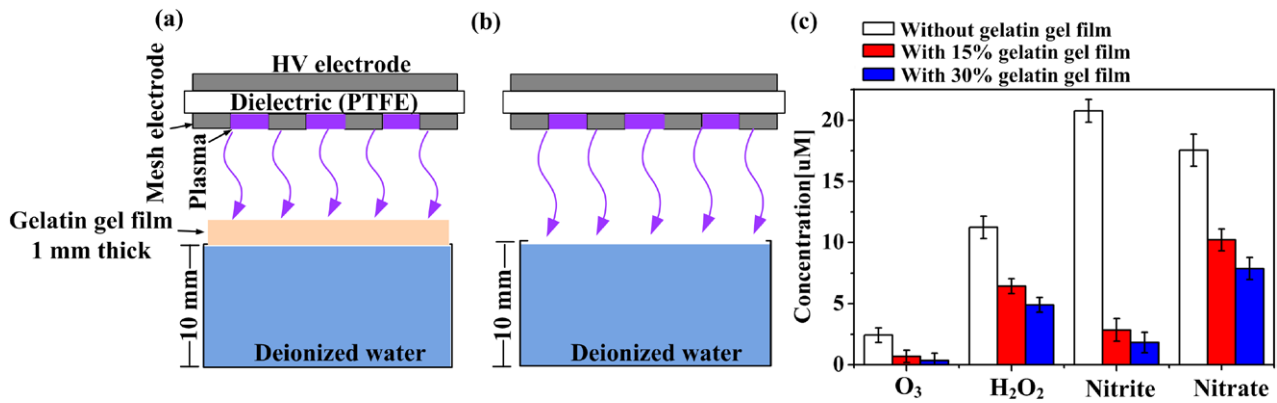 (a)
HV electrode
Dielectric (PTFE)
Mesh electrode
Plasma
Gelatin gel film
1 mm thick
10 mm
Deionized water
(b)
10 mm
Deionized water
(c)
Without gelatin gel film
With 15% gelatin gel film
With 30% gelatin gel film
Concentration[uM]
20
15
10
5
0
O₃
H₂O₂
Nitrite
Nitrate